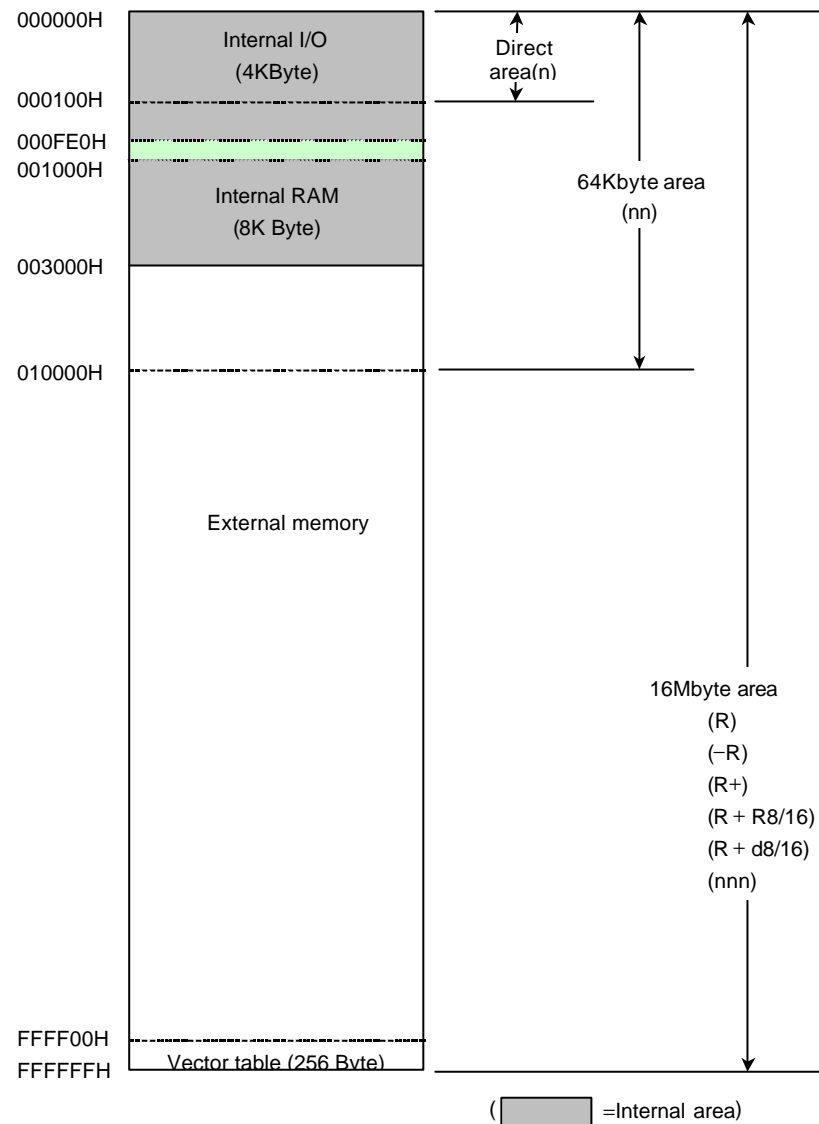 000000H
Internal I/O
(4KByte)
Direct
area(n)
000100H
000FE0H
001000H
Internal RAM
(8K Byte)
64Kbyte area
(nn)
003000H
010000H
External memory
16Mbyte area
(R)
(−R)
(R+)
(R + R8/16)
(R + d8/16)
(nnn)
FFFF00H
Vector table (256 Byte)
FFFFFFH
( =Internal area)